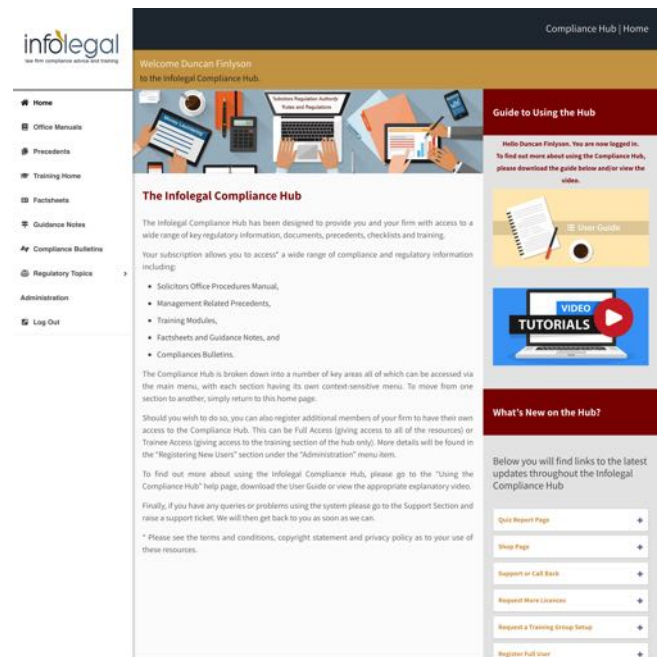 infolegal
law firm compliance advice and training
Home
Office Manuals
Precedents
Training Home
Factsheets
Guidance Notes
Compliance Bulletins
Regulatory Topics
Administration
Log Out
Compliance Hub | Home
Welcome Duncan Finlyson
to the Infolegal Compliance Hub.
Money Laundering
Solicitors Regulation Authority
Rules and Regulations
The Infolegal Compliance Hub
The Infolegal Compliance Hub has been designed to provide you and your firm with access to a
wide range of key regulatory information, documents, precedents, checklists and training.
Your subscription allows you to access* a wide range of compliance and regulatory information
including:
• Solicitors Office Procedures Manual,
• Management Related Precedents,
• Training Modules,
• Factsheets and Guidance Notes, and
• Compliances Bulletins.
The Compliance Hub is broken down into a number of key areas all of which can be accessed via
the main menu, with each section having its own context-sensitive menu. To move from one
section to another, simply return to this home page.
Should you wish to do so, you can also register additional members of your firm to have their own
access to the Compliance Hub. This can be Full Access (giving access to all of the resources) or
Trainee Access (giving access to the training section of the hub only). More details will be found in
the "Registering New Users" section under the "Administration" menu item.
To find out more about using the Infolegal Compliance Hub, please go to the "Using the
Compliance Hub" help page, download the User Guide or view the appropriate explanatory video.
Finally, if you have any queries or problems using the system please go to the Support Section and
raise a support ticket. We will then get back to you as soon as we can.
* Please see the terms and conditions, copyright statement and privacy policy as to your use of
these resources.
Guide to Using the Hub
Hello Duncan Finlyson. You are now logged in.
To find out more about using the Compliance Hub,
please download the guide below and/or view the
video.
User Guide
VIDEO
TUTORIALS
What's New on the Hub?
Below you will find links to the latest
updates throughout the Infolegal
Compliance Hub
Quiz Report Page +
Shop Page +
Support or Call Back +
Request More Licences +
Request a Training Group Setup +
Register Full User +